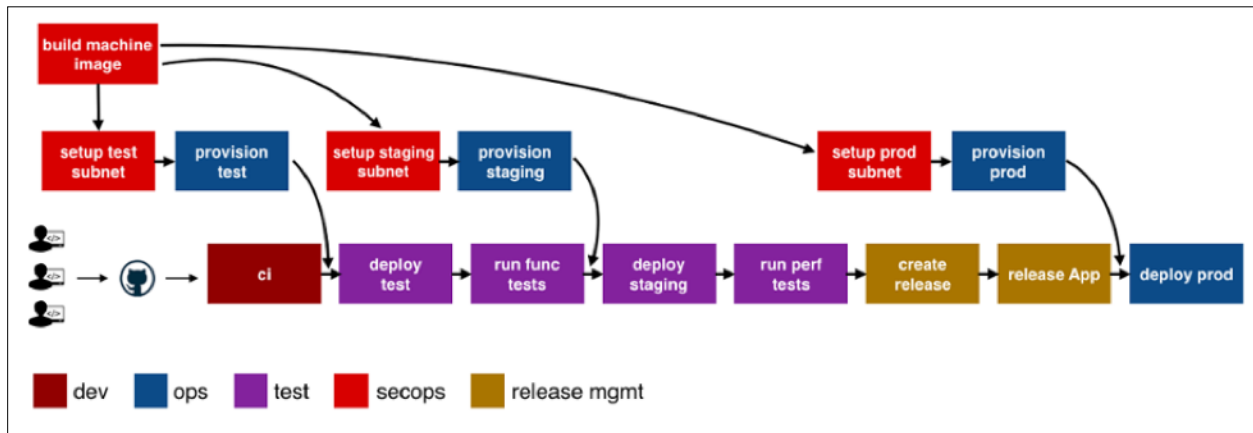 build machine
image
setup test
subnet
provision
test
setup staging
subnet
provision
staging
setup prod
subnet
provision
prod
</>
</>
</>
ci
deploy
test
run func
tests
deploy
staging
run perf
tests
create
release
release App
deploy prod
dev
ops
test
secops
release mgmt